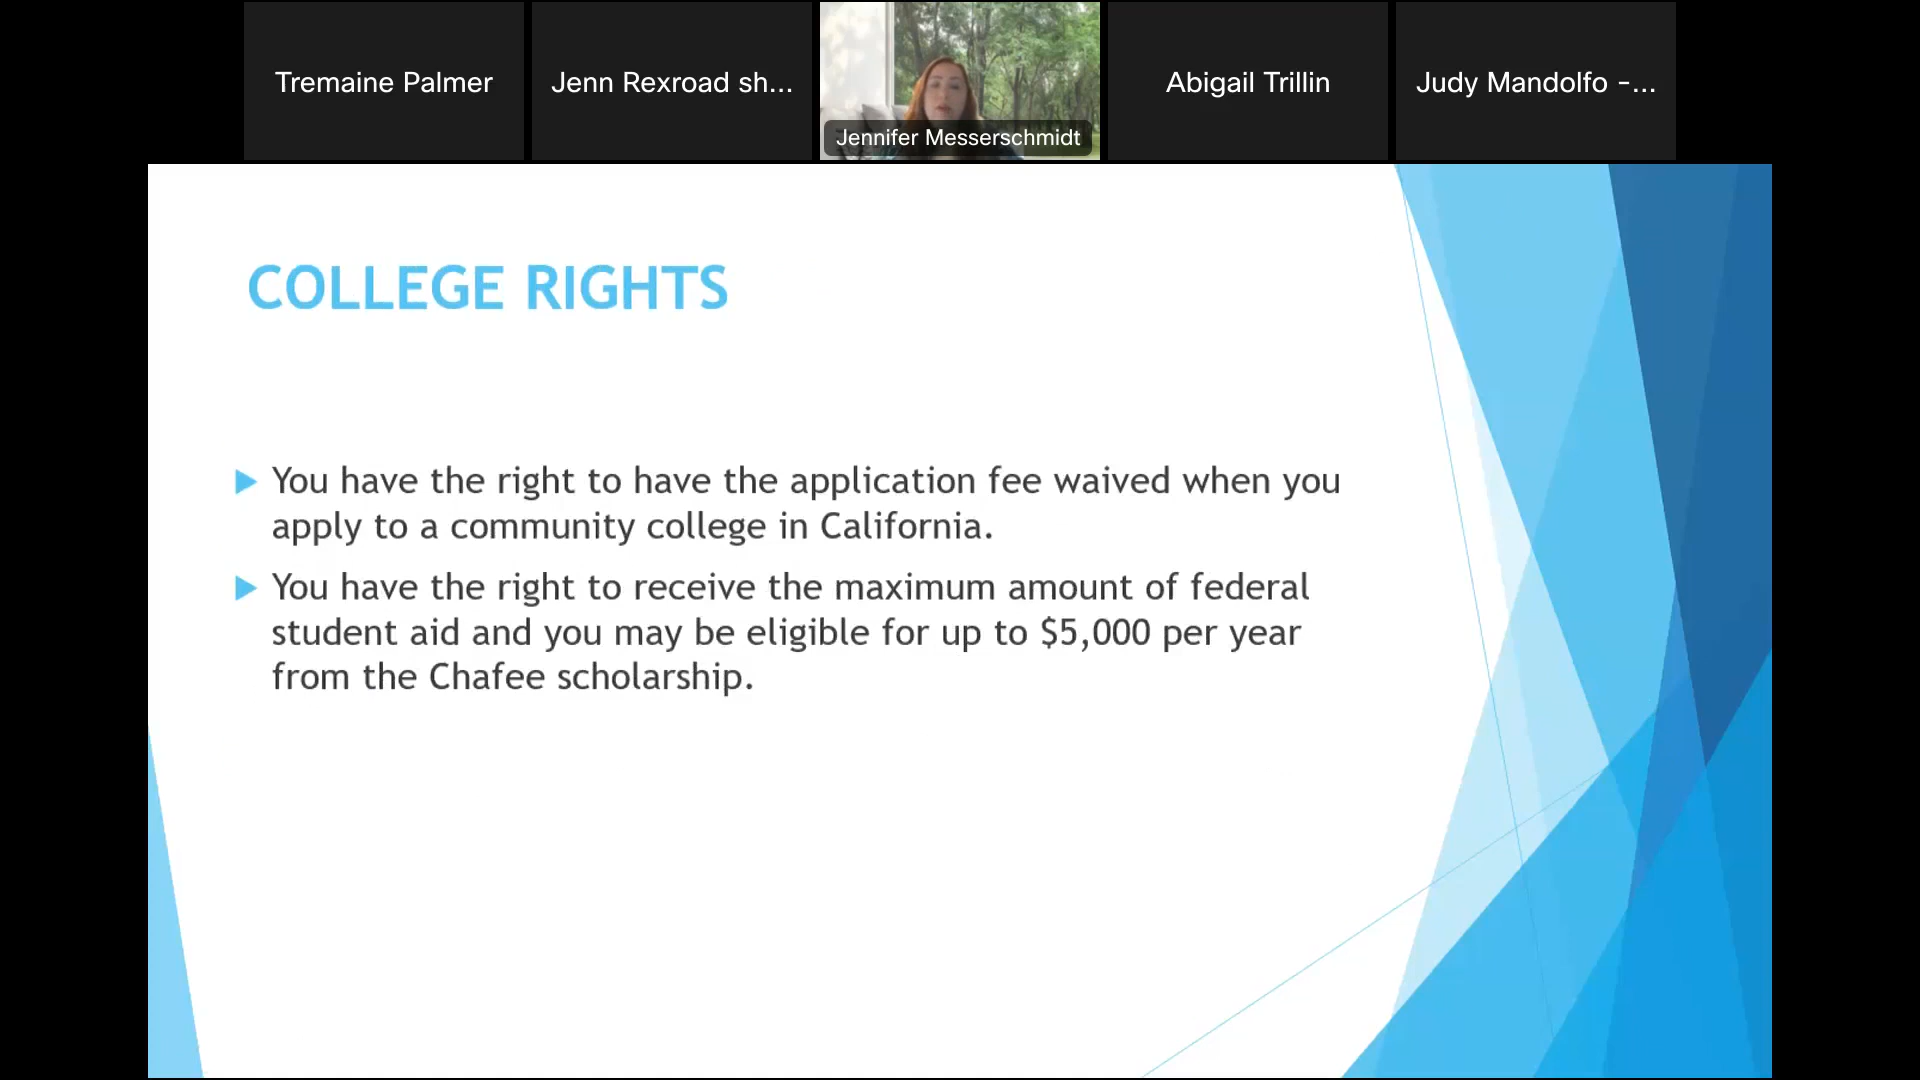 Tremaine Palmer
Jenn Rexroad sh...
Jennifer Messerschmidt
Abigail Trillin
Judy Mandolfo -...
COLLEGE RIGHTS
You have the right to have the application fee waived when you
apply to a community college in California.
You have the right to receive the maximum amount of federal
student aid and you may be eligible for up to $5,000 per year
from the Chafee scholarship.